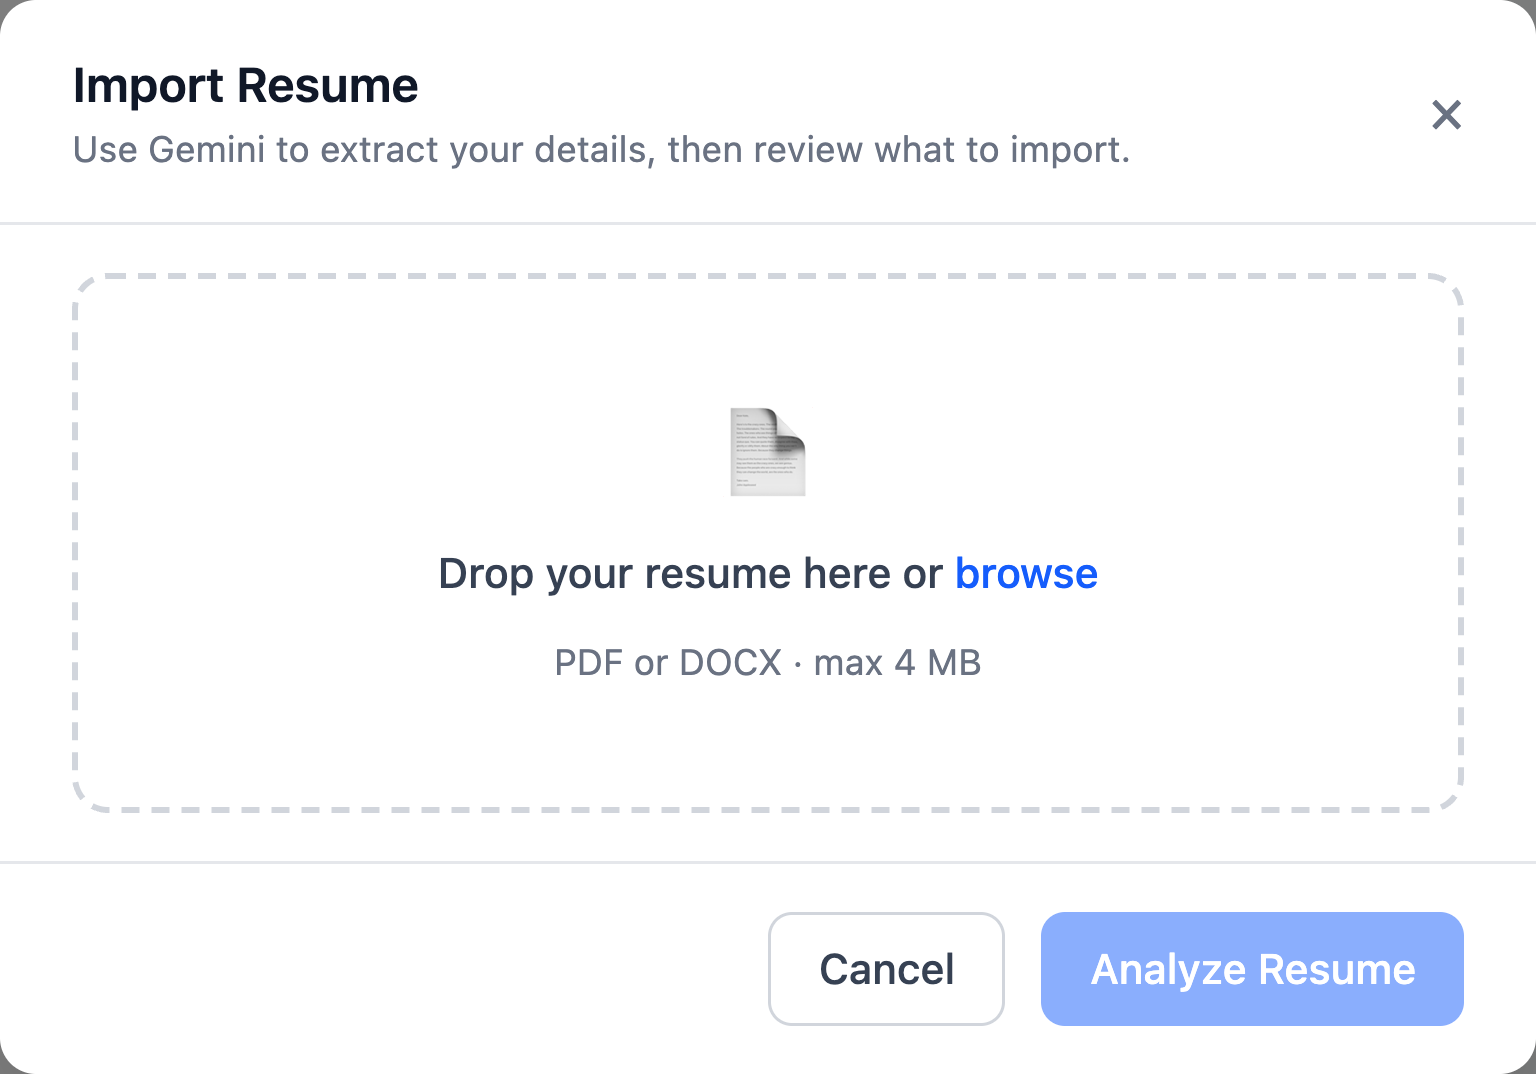 Import Resume
Use Gemini to extract your details, then review what to import.
Drop your resume here or browse
PDF or DOCX · max 4 MB
Cancel
Analyze Resume